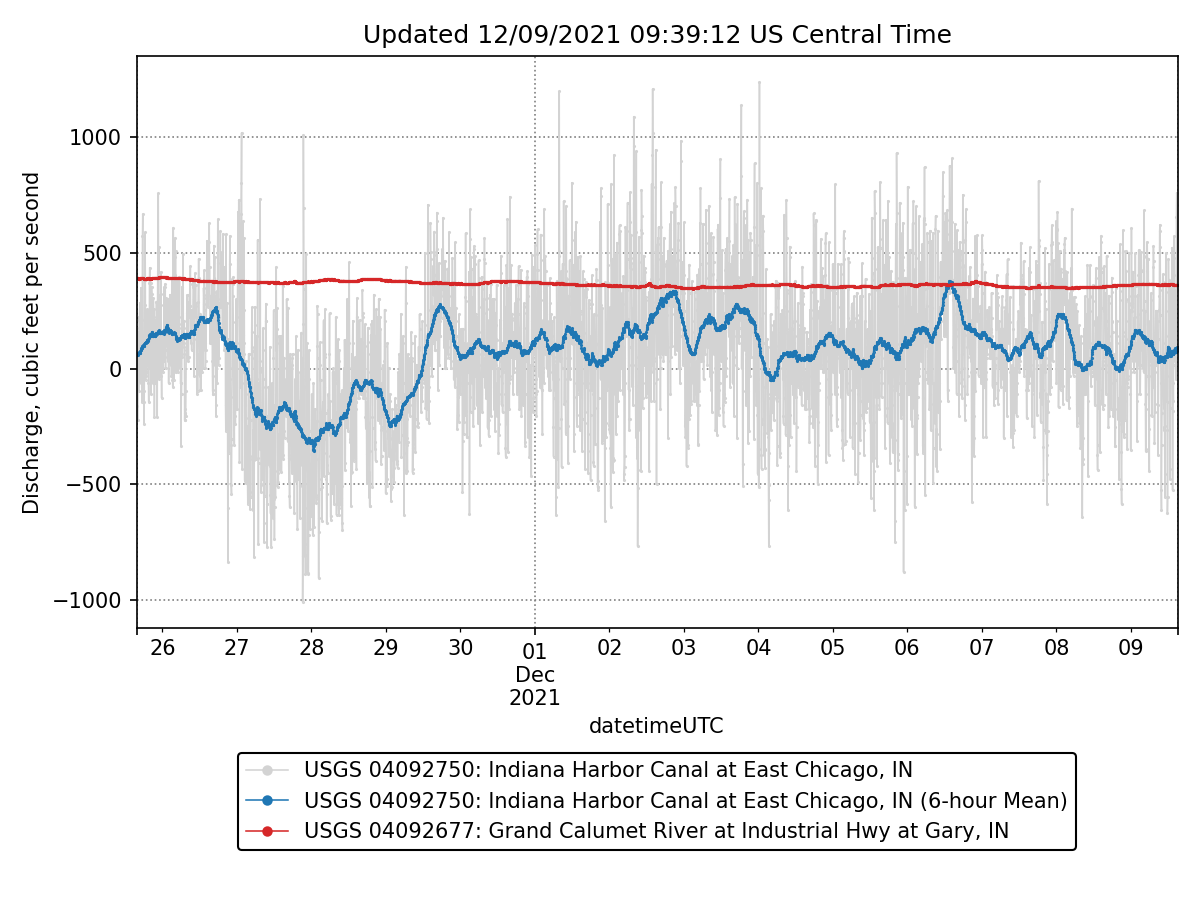 Updated 12/09/2021 09:39:12 US Central Time
Discharge, cubic feet per second
1000
500
0
−500
−1000
26 27 28 29 30 01 02 03 04 05 06 07 08 09
Dec
2021
datetimeUTC
USGS 04092750: Indiana Harbor Canal at East Chicago, IN
USGS 04092750: Indiana Harbor Canal at East Chicago, IN (6-hour Mean)
USGS 04092677: Grand Calumet River at Industrial Hwy at Gary, IN